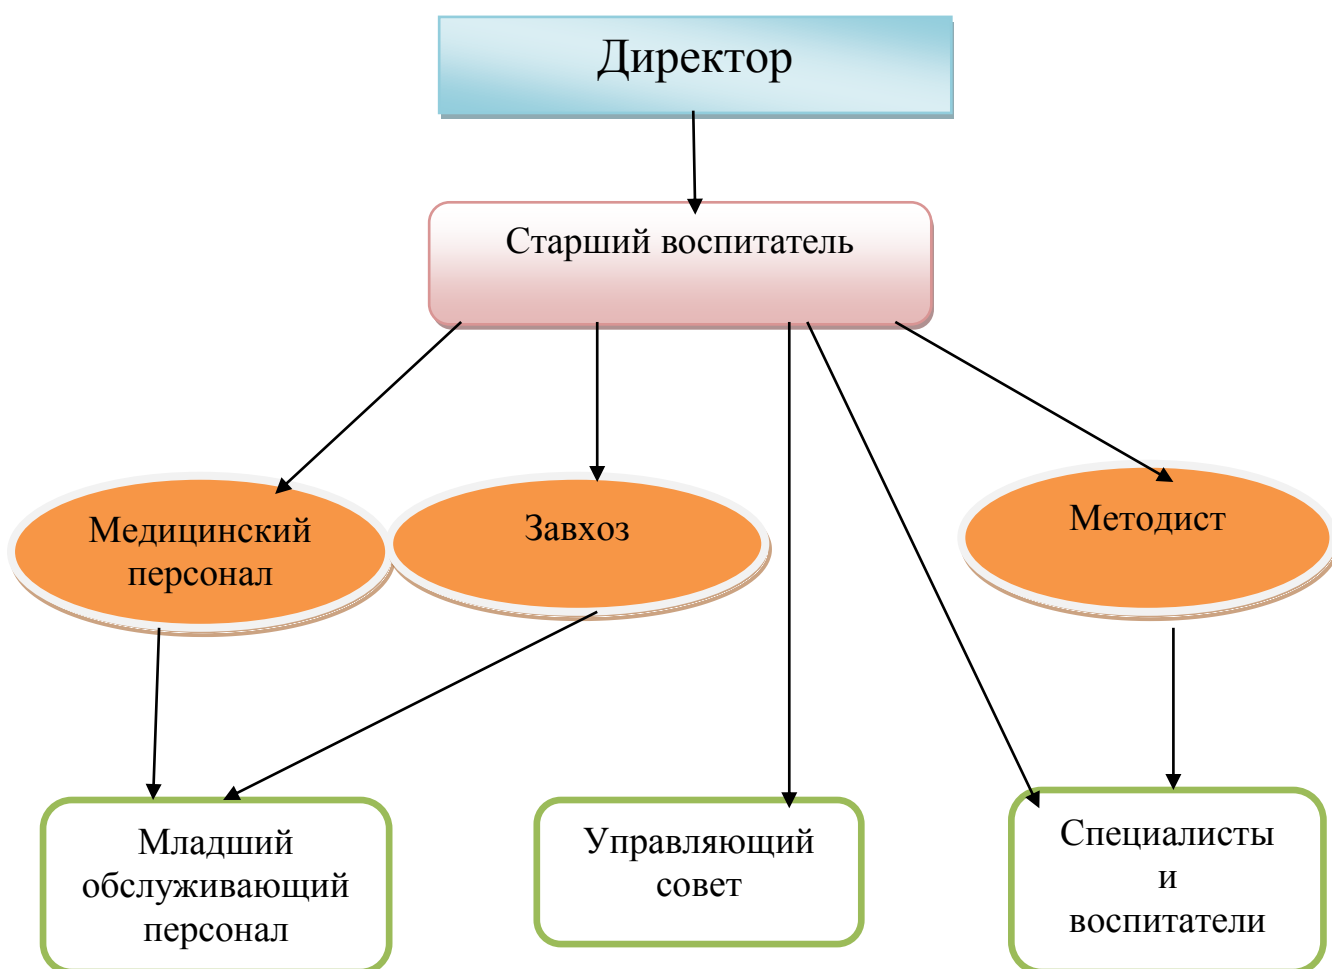 Директор
Старший воспитатель
Медицинский
персонал
Завхоз
Методист
Младший
обслуживающий
персонал
Управляющий
совет
Специалисты
и
воспитатели